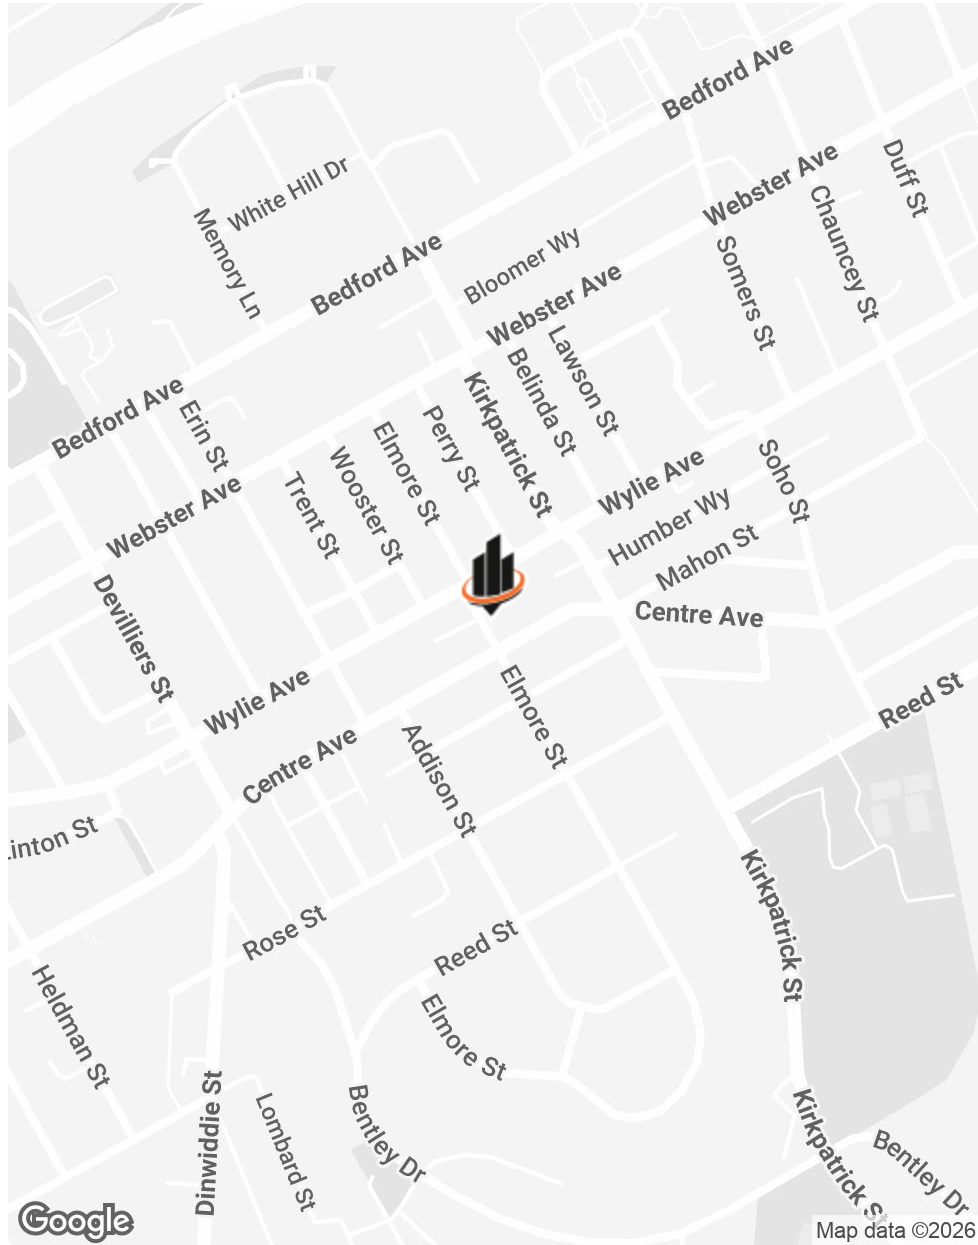 Bedford Ave
Duff St
Webster Ave
White Hill Dr
Chauncey St
Memory Ln
Bedford Ave
Bloomer Wy
Somers St
Webster Ave
Lawson St
Belinda St
Bedford Ave
Erin St
Kirkpatrick St
Perry St
Elmore St
Wooster St
Trent St
Soho St
Wylie Ave
Webster Ave
Humber Wy
Mahon St
Devilliers St
Centre Ave
Wylie Ave
Elmore St
Reed St
Centre Ave
Addison St
Linton St
Kirkpatrick St
Rose St
Reed St
Heldman St
Elmore St
Dinwiddie St
Lombard St
Bentley Dr
Kirkpatrick St
Bentley Dr
Google
Map data ©2026